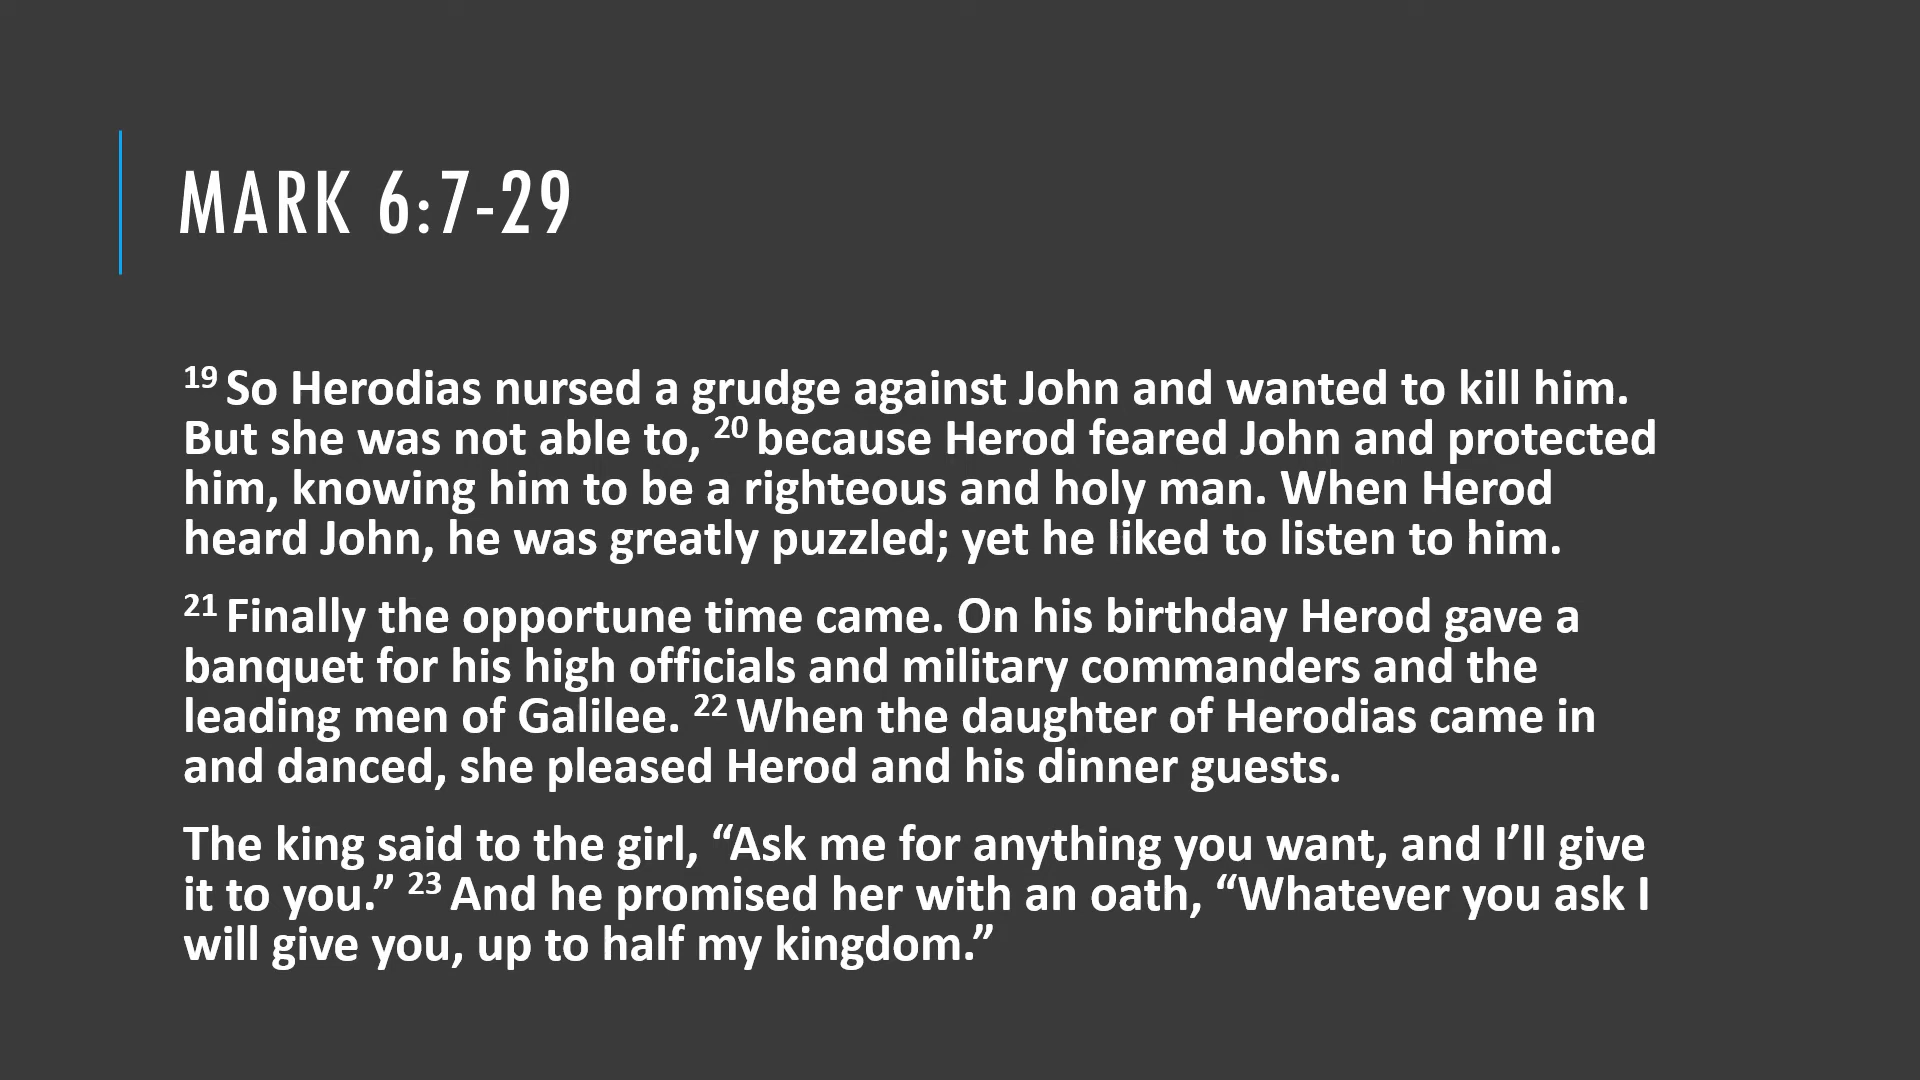 MARK 6:7-29
19 So Herodias nursed a grudge against John and wanted to kill him.
But she was not able to, 20 because Herod feared John and protected
him, knowing him to be a righteous and holy man. When Herod
heard John, he was greatly puzzled; yet he liked to listen to him.
21 Finally the opportune time came. On his birthday Herod gave a
banquet for his high officials and military commanders and the
leading men of Galilee. 22 When the daughter of Herodias came in
and danced, she pleased Herod and his dinner guests.
The king said to the girl, “Ask me for anything you want, and I’ll give
it to you.” 23 And he promised her with an oath, “Whatever you ask I
will give you, up to half my kingdom.”